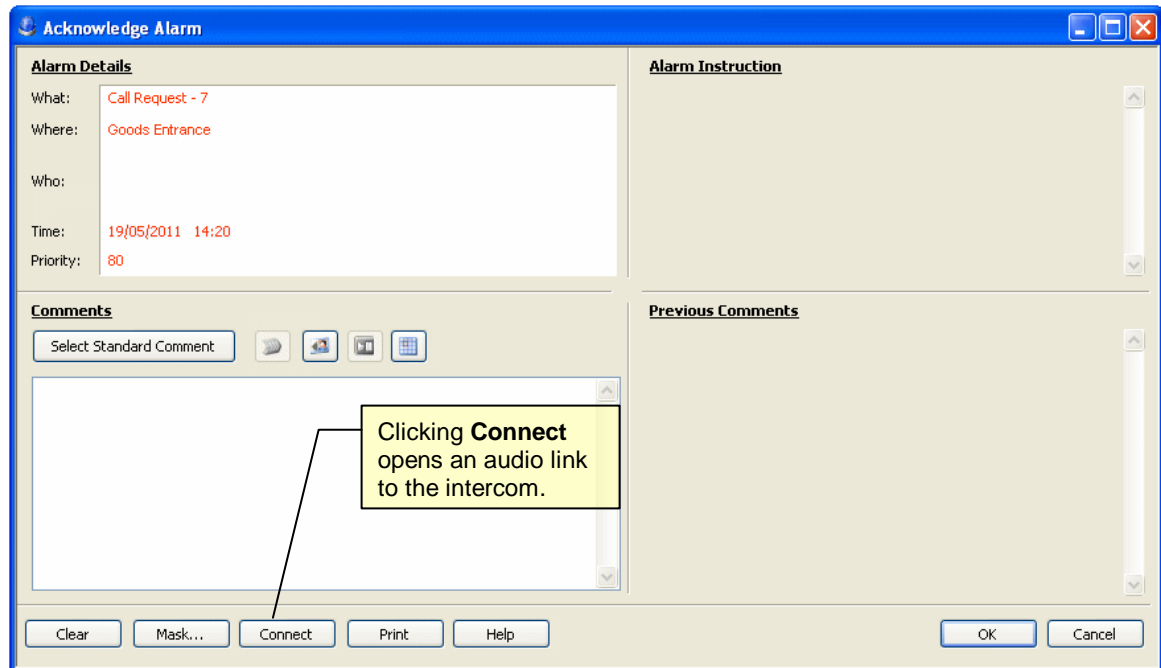 Acknowledge Alarm
Alarm Details
What: Call Request - 7
Where: Goods Entrance
Who:
Time: 19/05/2011 14:20
Priority: 80
Alarm Instruction
Comments
Select Standard Comment
Previous Comments
Clicking Connect
opens an audio link
to the intercom.
Clear Mask... Connect Print Help OK Cancel